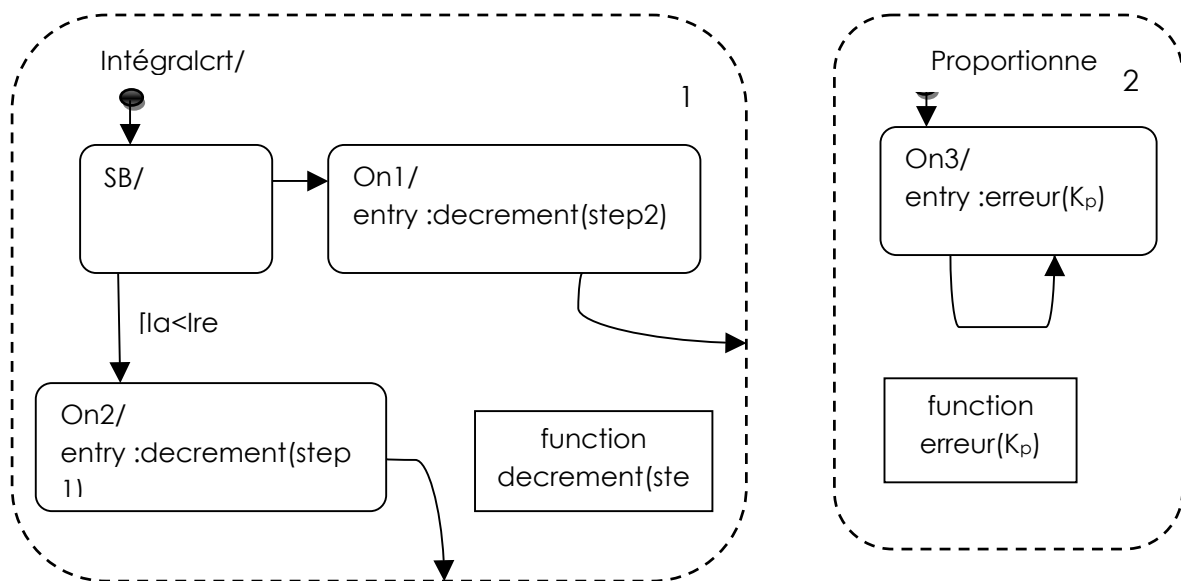 Intégralcrt/
1
SB/
On1/
entry :decrement(step2)
[Ia<Ire
On2/
entry :decrement(step
1)
function
decrement(ste
Proportionne
2
On3/
entry :erreur(Kₚ)
function
erreur(Kₚ)